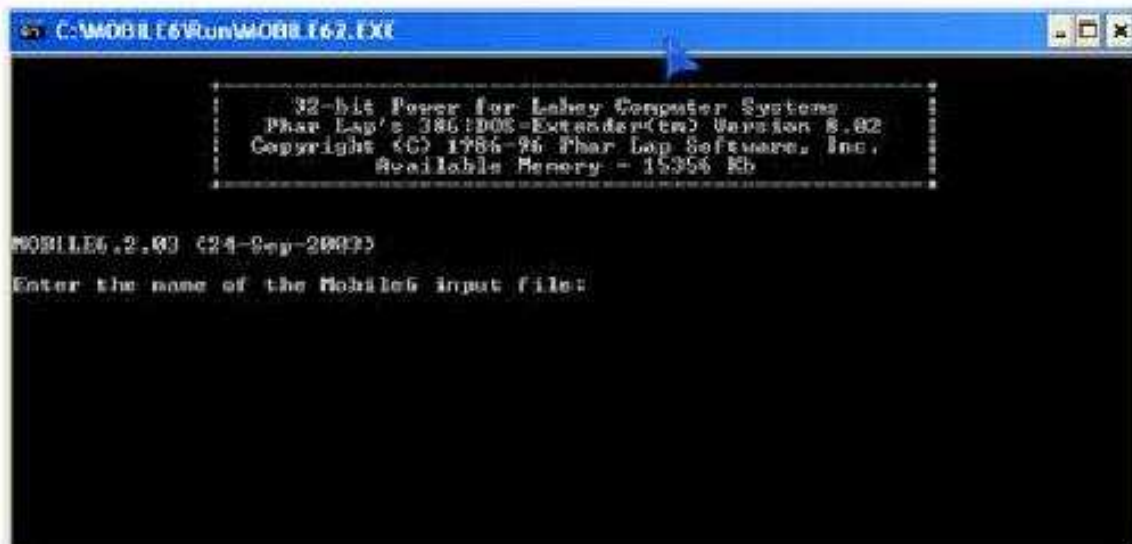 C:\MOBILE6\Run\MOBILE62.EXE
32-bit Power for Lahey Computer Systems
Phar Lap's 386|DOS-Extender(tm) Version 8.02
Copyright (C) 1986-96 Phar Lap Software, Inc.
Available Memory = 15356 Kb
MOBILE6.2.03 (24-Sep-2003)
Enter the name of the Mobile6 input file: